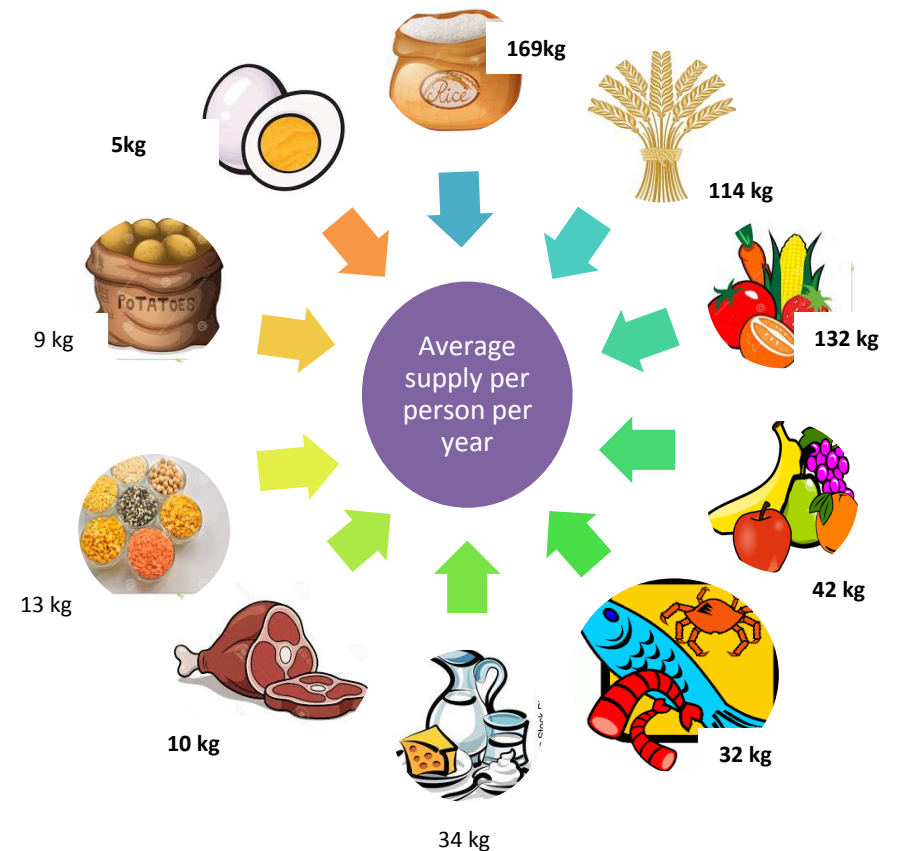 169kg
Rice
114 kg
132 kg
42 kg
32 kg
34 kg
10 kg
13 kg
9 kg
POTATOES
5kg
Average
supply per
person per
year